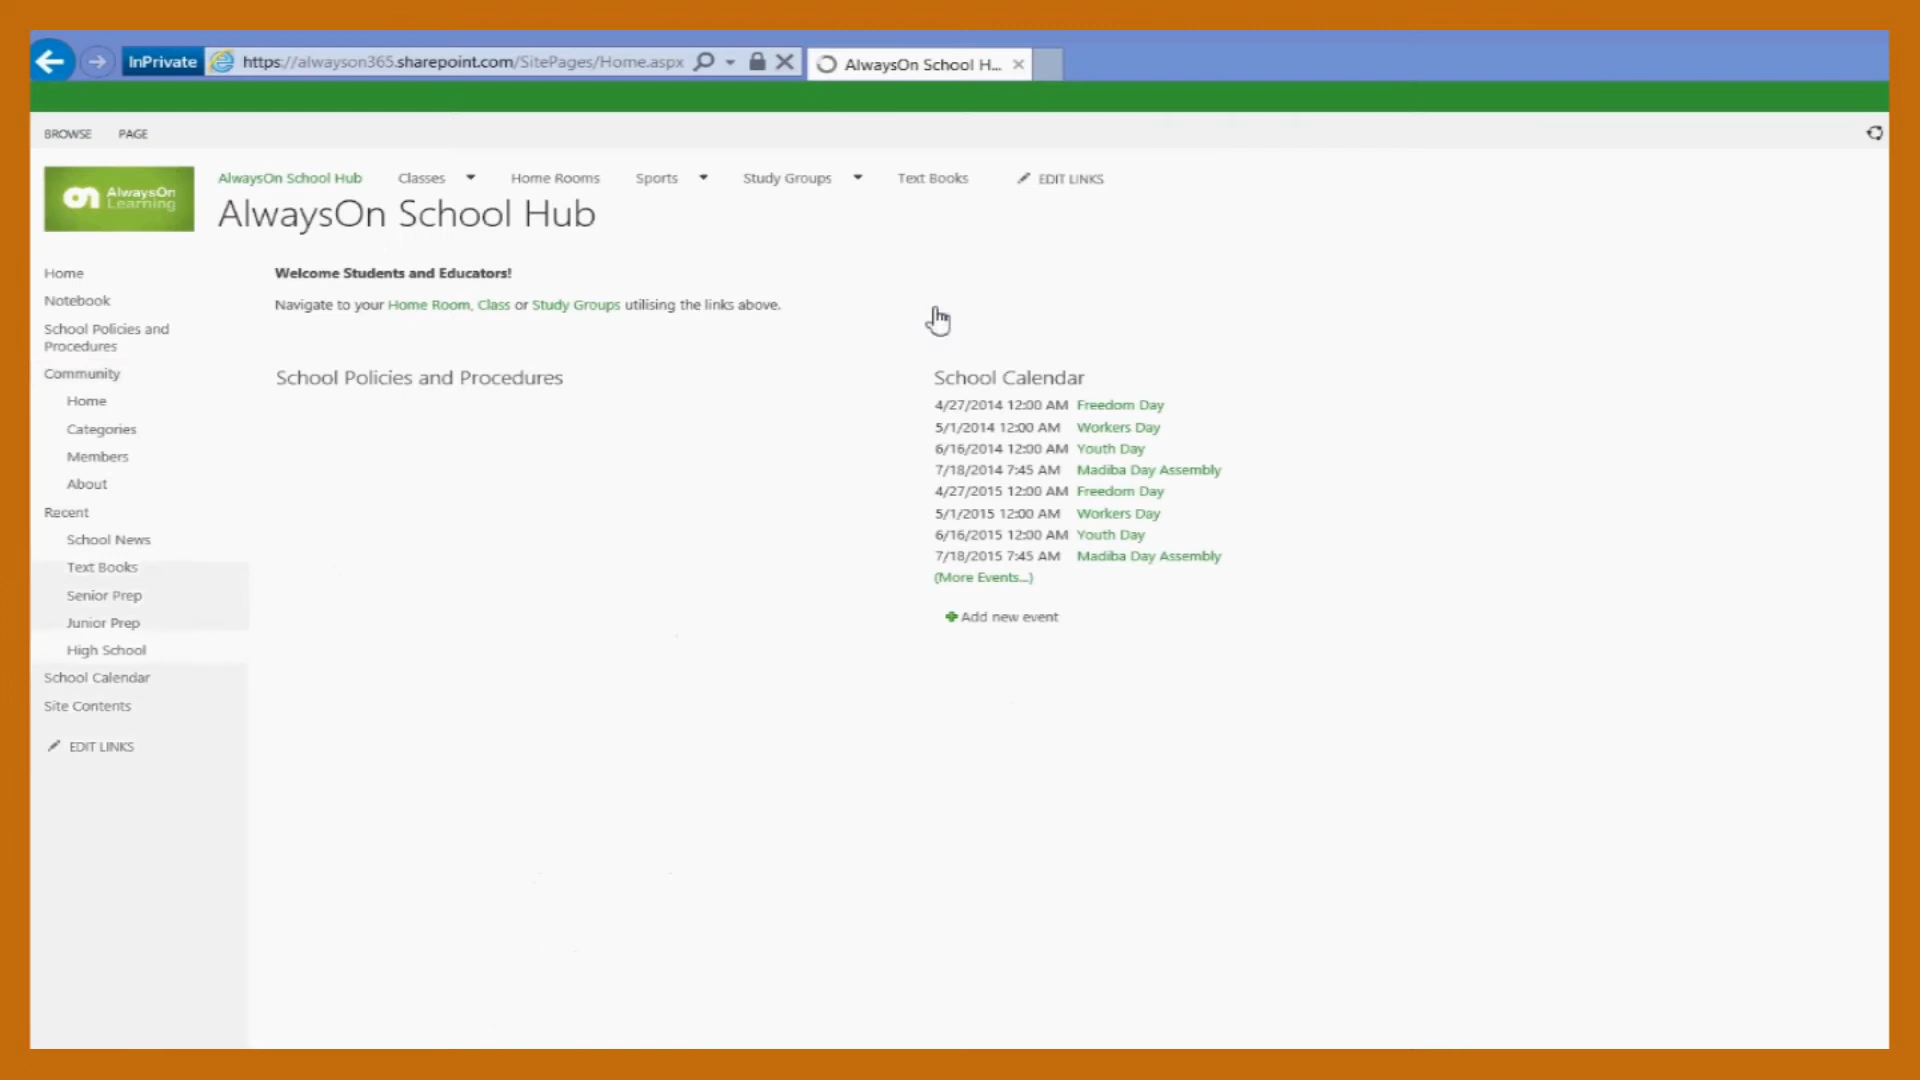 InPrivate https://alwayson365.sharepoint.com/SitePages/Home.aspx AlwaysOn School H...
BROWSE PAGE
AlwaysOn Learning
AlwaysOn School Hub Classes Home Rooms Sports Study Groups Text Books EDIT LINKS
AlwaysOn School Hub
Home
Notebook
School Policies and
Procedures
Community
Home
Categories
Members
About
Recent
School News
Text Books
Senior Prep
Junior Prep
High School
School Calendar
Site Contents
EDIT LINKS
Welcome Students and Educators!
Navigate to your Home Room, Class or Study Groups utilising the links above.
School Policies and Procedures
School Calendar
4/27/2014 12:00 AM Freedom Day
5/1/2014 12:00 AM Workers Day
6/16/2014 12:00 AM Youth Day
7/18/2014 7:45 AM Madiba Day Assembly
4/27/2015 12:00 AM Freedom Day
5/1/2015 12:00 AM Workers Day
6/16/2015 12:00 AM Youth Day
7/18/2015 7:45 AM Madiba Day Assembly
(More Events...)
Add new event